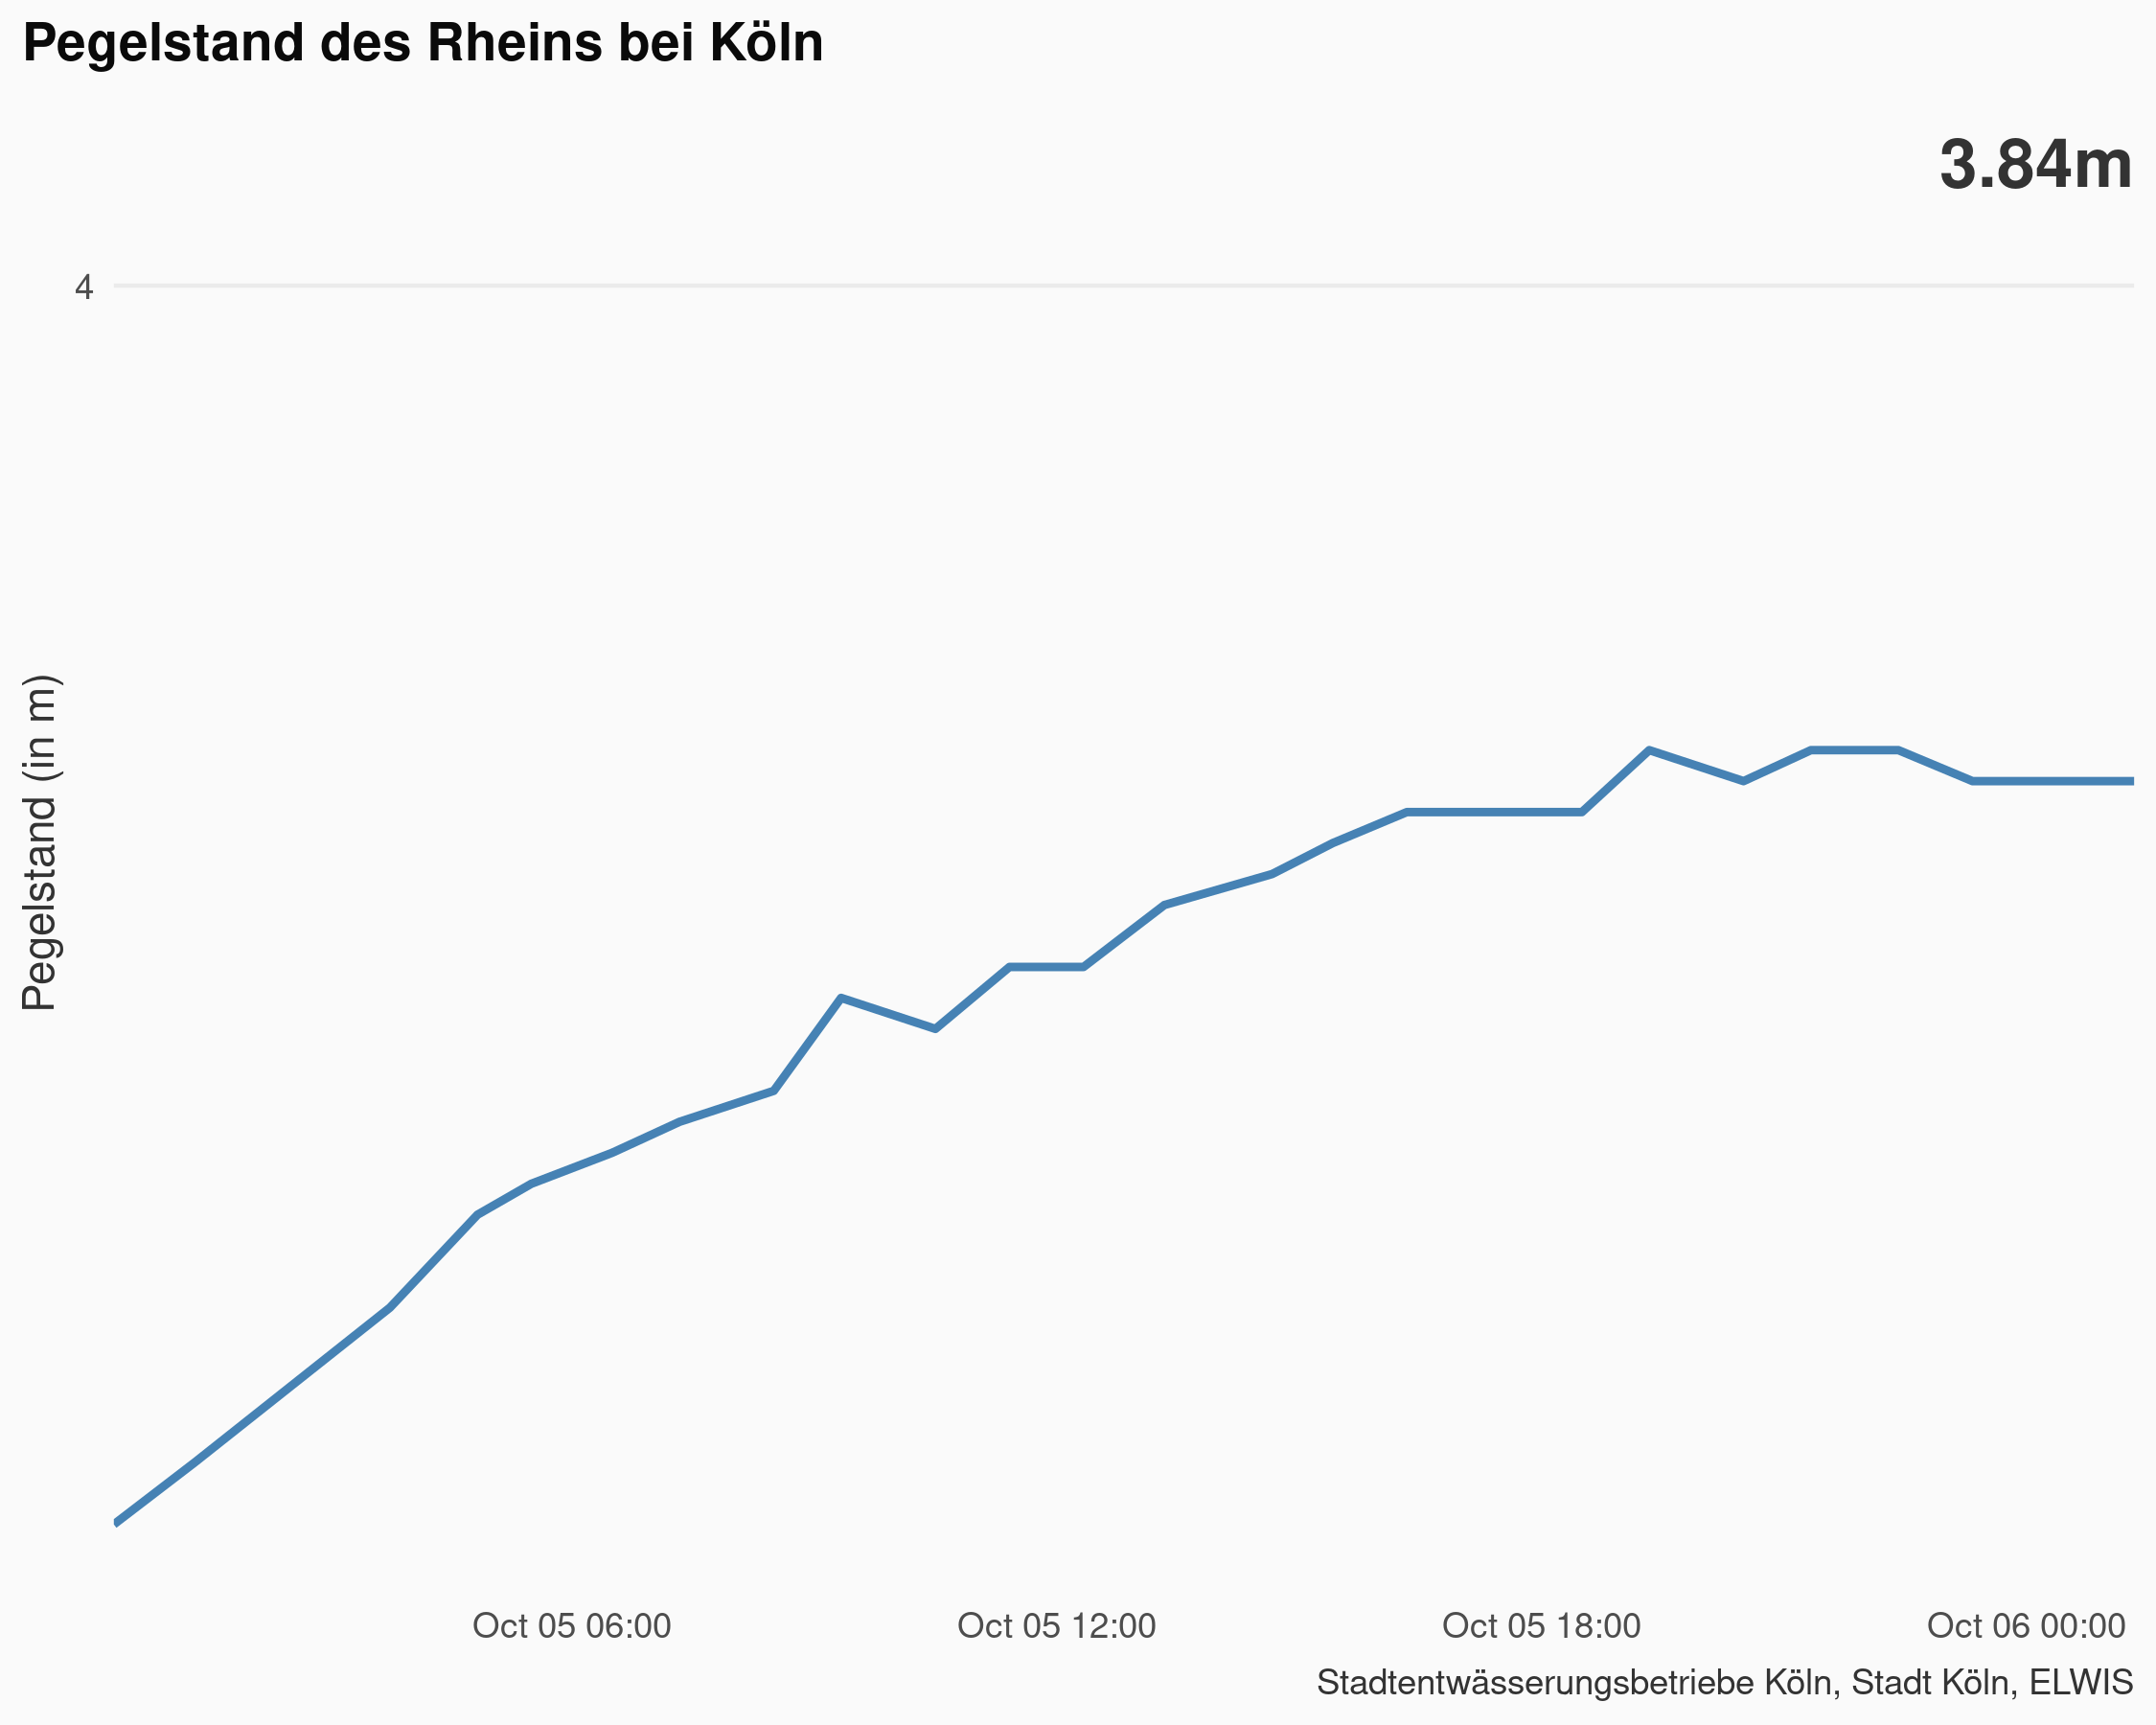 Pegelstand des Rheins bei Köln
3.84m
4
Pegelstand (in m)
Oct 05 06:00 Oct 05 12:00 Oct 05 18:00 Oct 06 00:00
Stadtentwässerungsbetriebe Köln, Stadt Köln, ELWIS